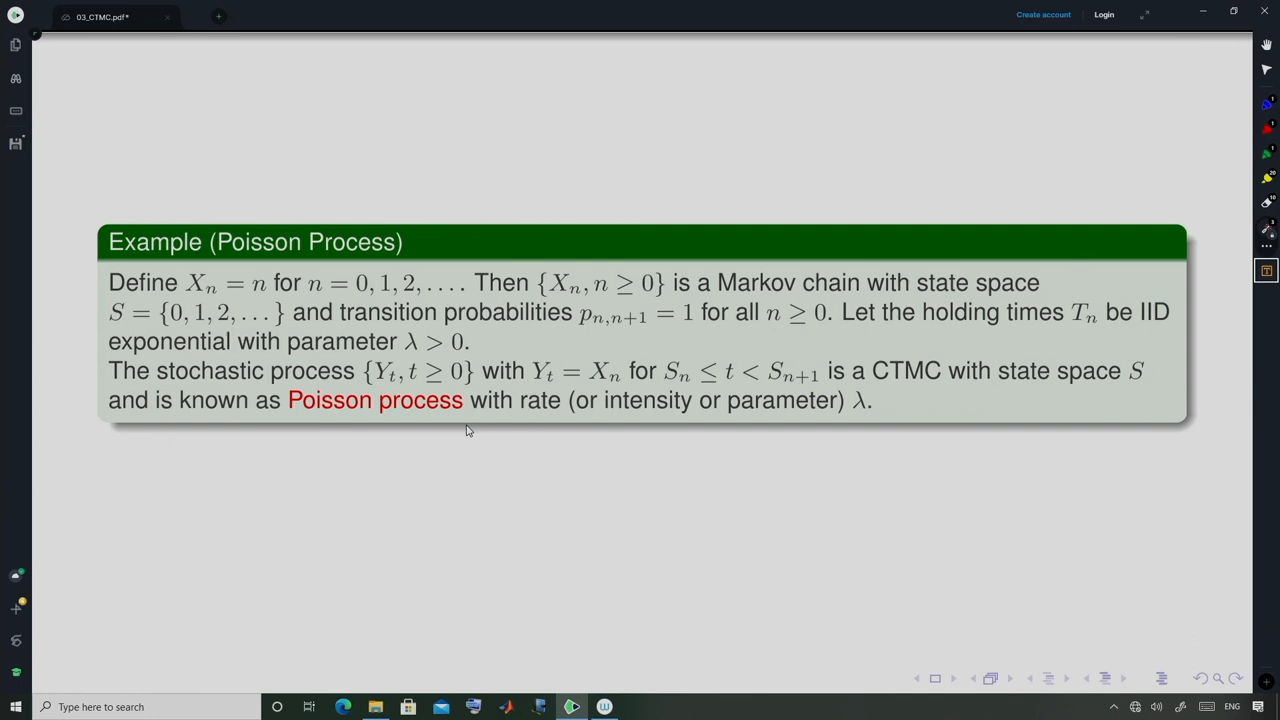 03_CTMC.pdf*
Create account
Login
Example (Poisson Process)
Define Xₙ = n for n = 0, 1, 2, . . . . Then {Xₙ, n ≥ 0} is a Markov chain with state space
S = {0, 1, 2, . . . } and transition probabilities pₙ,ₙ₊₁ = 1 for all n ≥ 0. Let the holding times Tₙ be IID
exponential with parameter λ > 0.
The stochastic process {Yₜ, t ≥ 0} with Yₜ = Xₙ for Sₙ ≤ t < Sₙ₊₁ is a CTMC with state space S
and is known as Poisson process with rate (or intensity or parameter) λ.
Type here to search
ENG